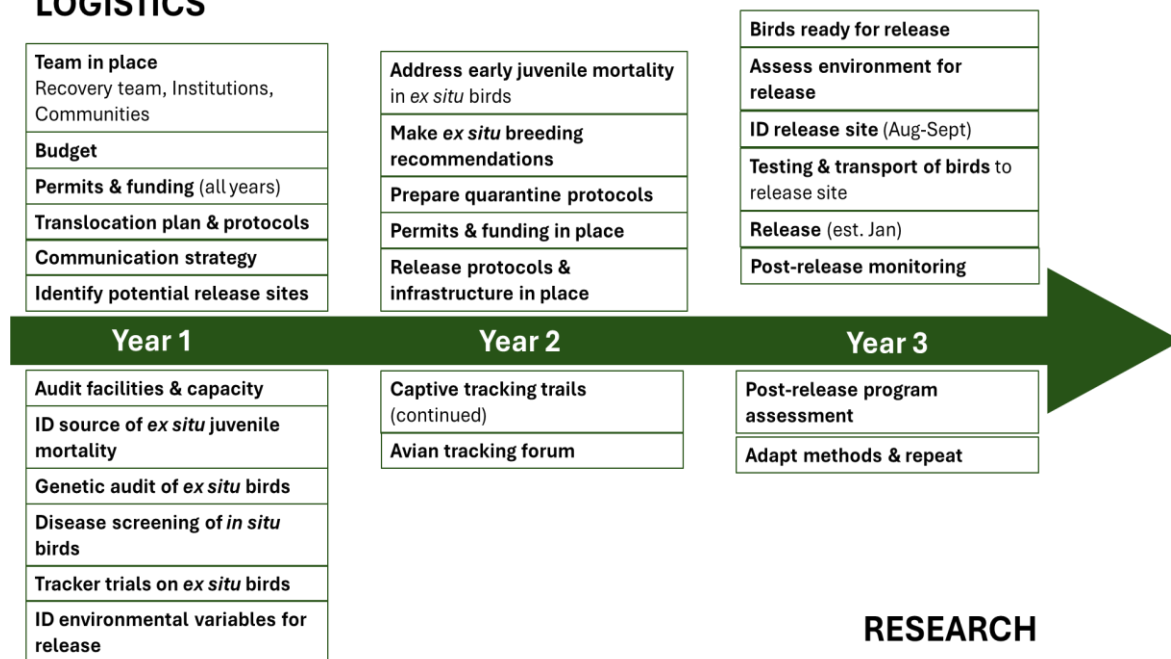 LOGISTICS
Team in place
Recovery team, Institutions,
Communities
Budget
Permits & funding (all years)
Translocation plan & protocols
Communication strategy
Identify potential release sites
Address early juvenile mortality
in ex situ birds
Make ex situ breeding
recommendations
Prepare quarantine protocols
Permits & funding in place
Release protocols &
infrastructure in place
Birds ready for release
Assess environment for
release
ID release site (Aug-Sept)
Testing & transport of birds to
release site
Release (est. Jan)
Post-release monitoring
Year 1
Year 2
Year 3
Audit facilities & capacity
ID source of ex situ juvenile
mortality
Genetic audit of ex situ birds
Disease screening of in situ
birds
Tracker trials on ex situ birds
ID environmental variables for
release
Captive tracking trails
(continued)
Avian tracking forum
Post-release program
assessment
Adapt methods & repeat
RESEARCH